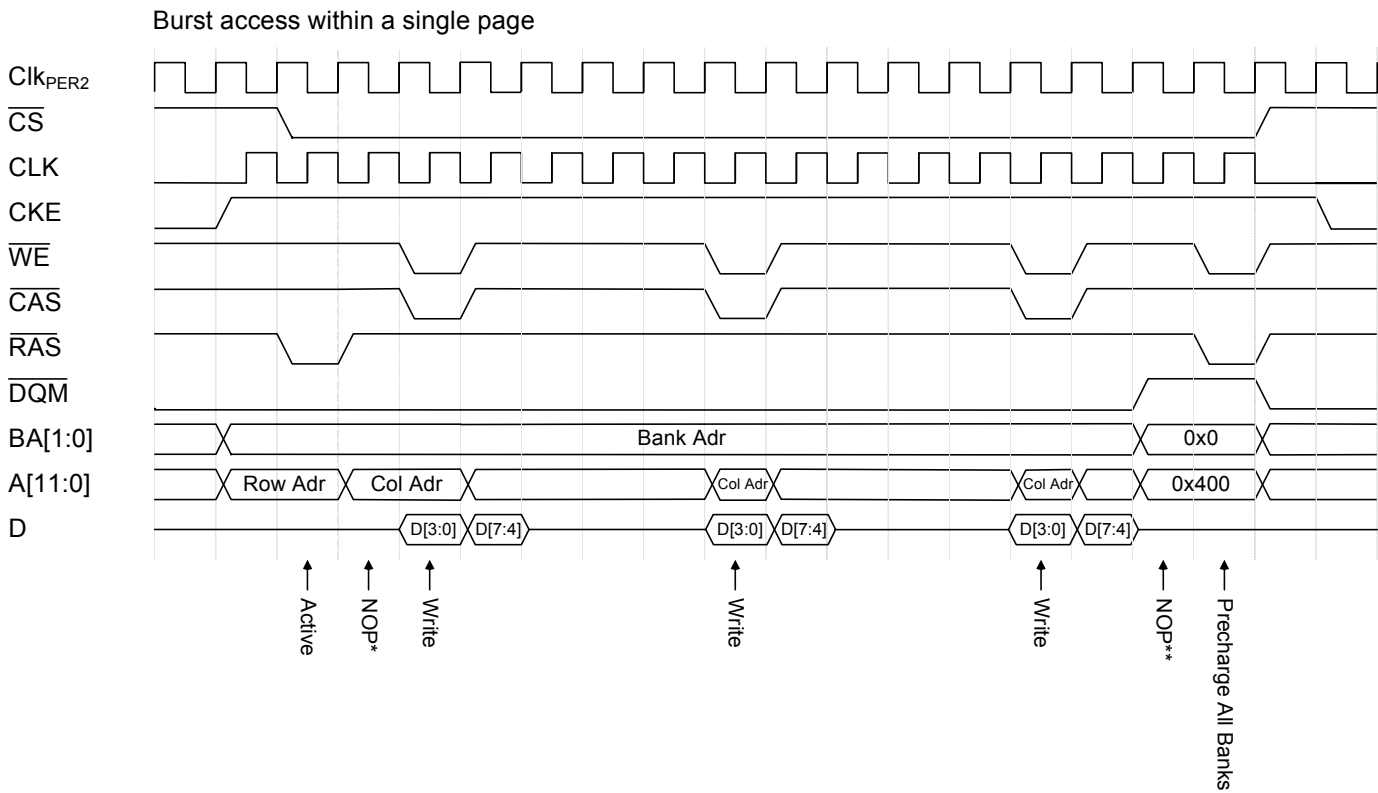 Burst access within a single page
Clk PER2
CS
CLK
CKE
WE
CAS
RAS
DQM
BA[1:0] Bank Adr 0x0
A[11:0] Row Adr Col Adr Col Adr Col Adr 0x400
D D[3:0] D[7:4] D[3:0] D[7:4] D[3:0] D[7:4]
Active
NOP*
Write
Write
Write
NOP**
Precharge All Banks